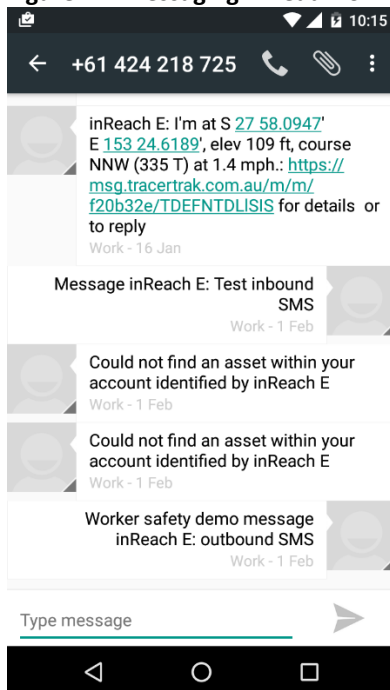 10:15
+61 424 218 725
inReach E: I'm at S 27 58.0947'
E 153 24.6189', elev 109 ft, course
NNW (335 T) at 1.4 mph.: https://
msg.tracertrak.com.au/m/m/
f20b32e/TDEFNTDLlSIS for details or
to reply
Work - 16 Jan
Message inReach E: Test inbound
SMS
Work - 1 Feb
Could not find an asset within your
account identified by inReach E
Work - 1 Feb
Could not find an asset within your
account identified by inReach E
Work - 1 Feb
Worker safety demo message
inReach E: outbound SMS
Work - 1 Feb
Type message